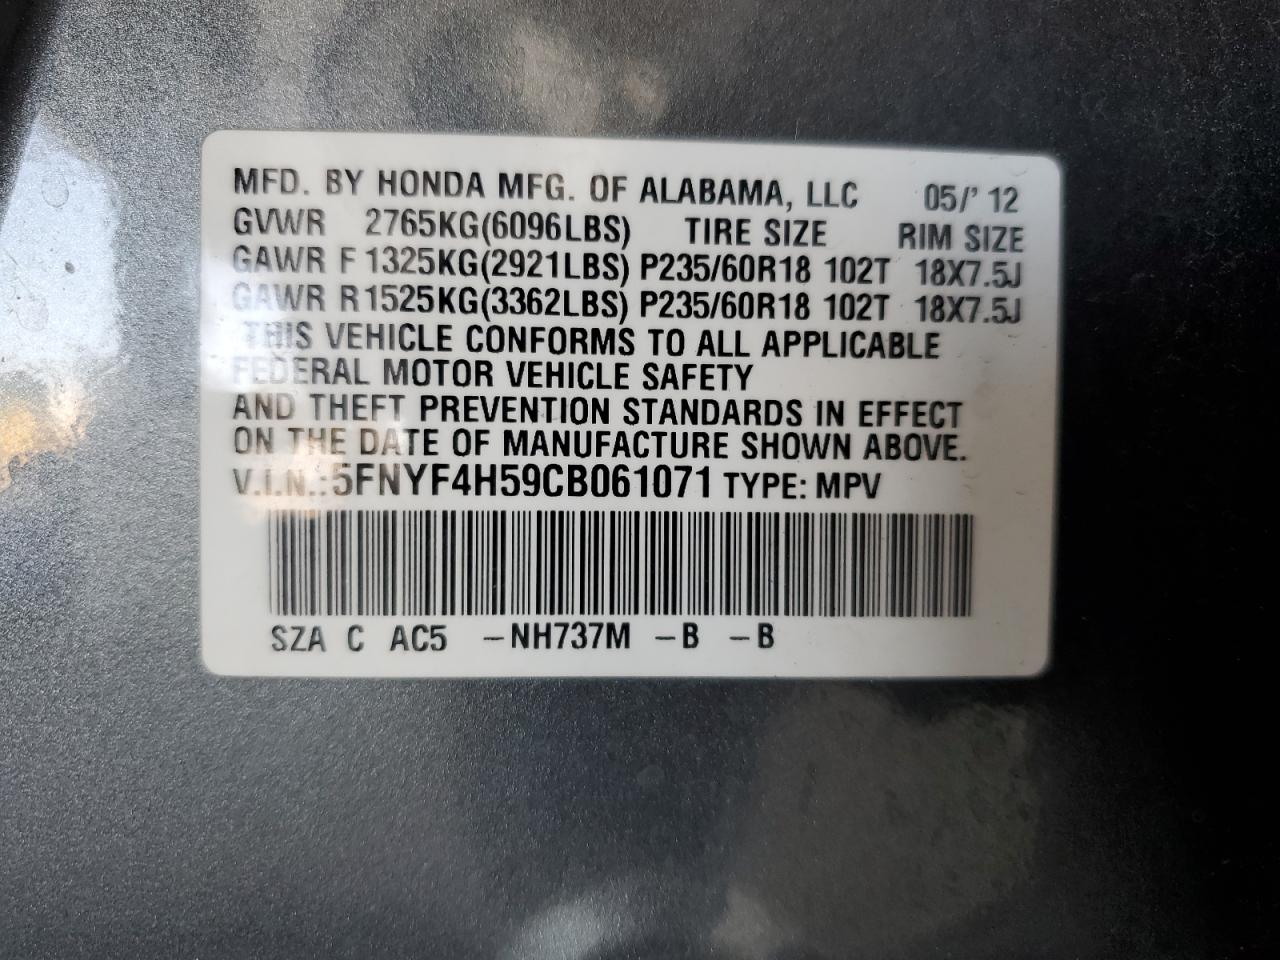 MFD. BY HONDA MFG. OF ALABAMA, LLC 05/'12
GVWR 2765KG(6096LBS) TIRE SIZE RIM SIZE
GAWR F 1325KG(2921LBS) P235/60R18 102T 18X7.5J
GAWR R 1525KG(3362LBS) P235/60R18 102T 18X7.5J
THIS VEHICLE CONFORMS TO ALL APPLICABLE
FEDERAL MOTOR VEHICLE SAFETY
AND THEFT PREVENTION STANDARDS IN EFFECT
ON THE DATE OF MANUFACTURE SHOWN ABOVE.
V.I.N.:5FNYF4H59CB061071 TYPE: MPV
SZA C AC5 -NH737M -B -B